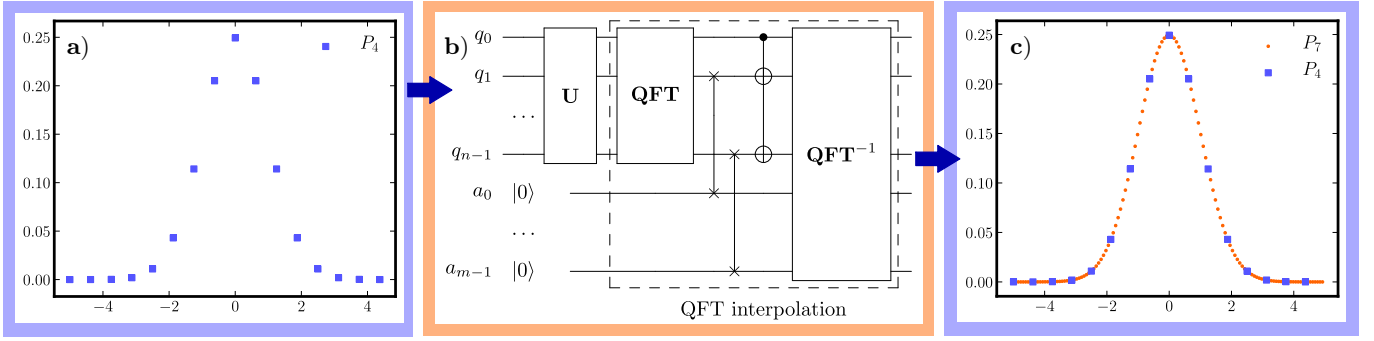 a)
P₄
0.25
0.20
0.15
0.10
0.05
0.00
−4 −2 0 2 4
b)
q₀
q₁
...
qₙ₋₁
a₀ |0⟩
...
aₘ₋₁ |0⟩
U
QFT
QFT⁻¹
QFT interpolation
c)
P₇
P₄
0.25
0.20
0.15
0.10
0.05
0.00
−4 −2 0 2 4